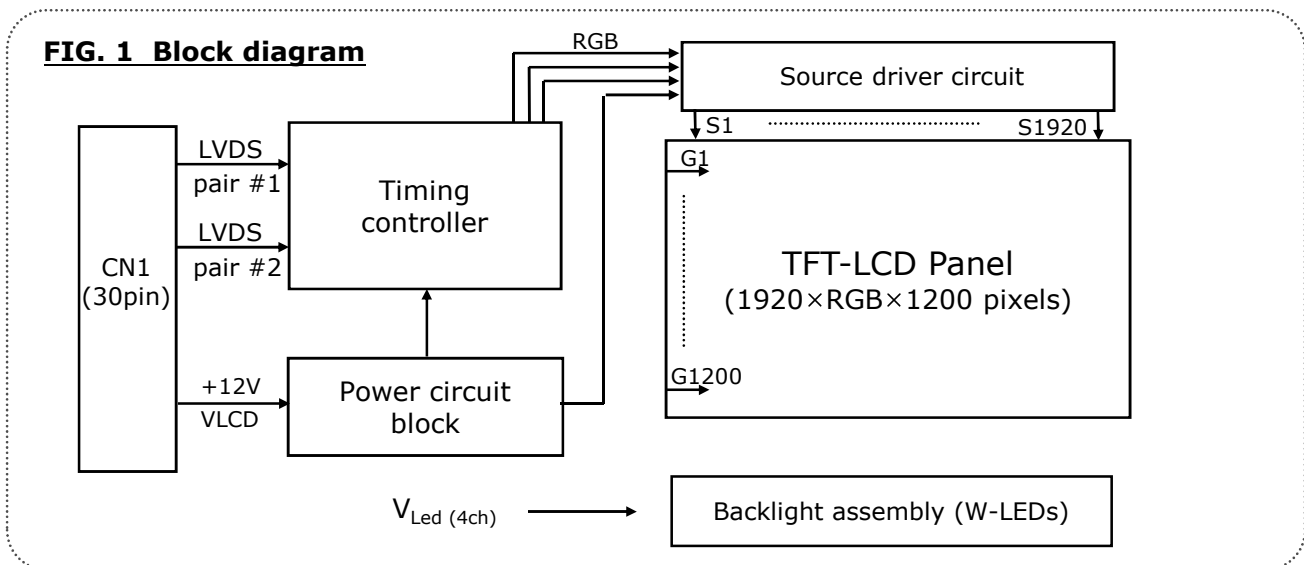 FIG. 1 Block diagram
RGB
Source driver circuit
S1
S1920
CN1
(30pin)
LVDS
pair #1
LVDS
pair #2
Timing
controller
G1
G1200
TFT-LCD Panel
(1920×RGB×1200 pixels)
+12V
VLCD
Power circuit
block
VLed (4ch)
Backlight assembly (W-LEDs)